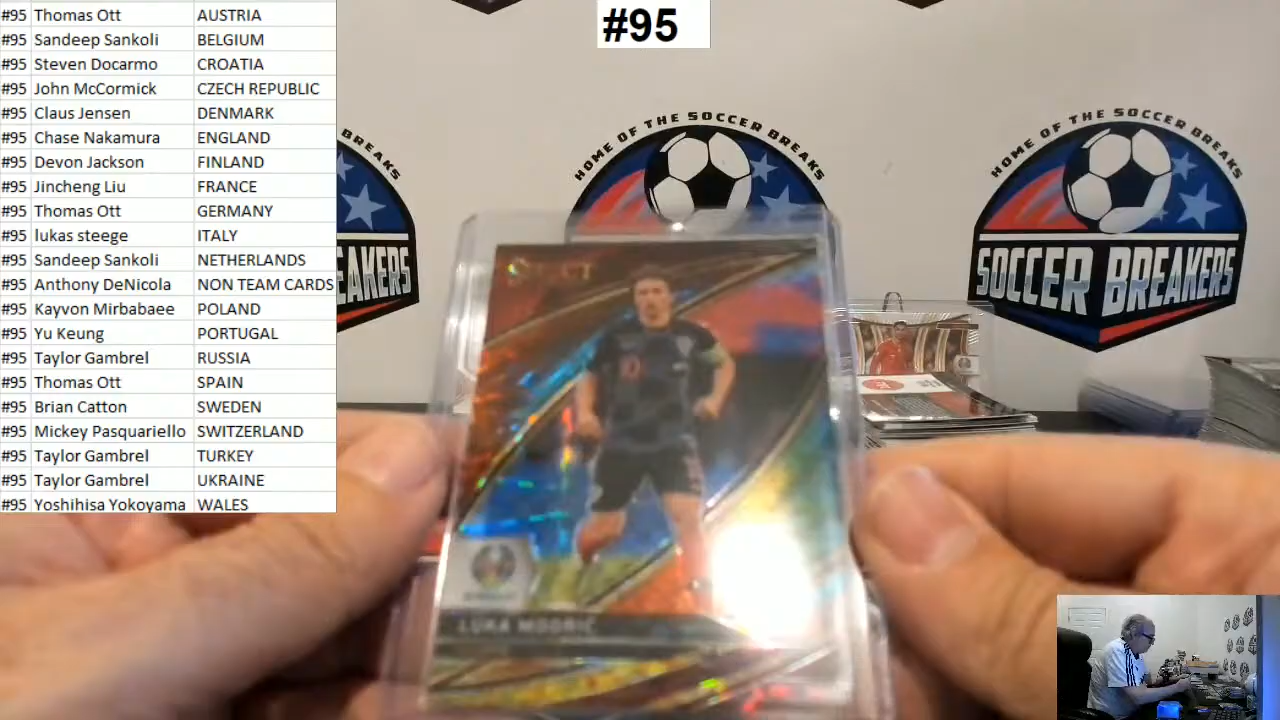 #95 Thomas Ott AUSTRIA
#95 Sandeep Sankoli BELGIUM
#95 Steven Docarmo CROATIA
#95 John McCormick CZECH REPUBLIC
#95 Claus Jensen DENMARK
#95 Chase Nakamura ENGLAND
#95 Devon Jackson FINLAND
#95 Jincheng Liu FRANCE
#95 Thomas Ott GERMANY
#95 lukas steege ITALY
#95 Sandeep Sankoli NETHERLANDS
#95 Anthony DeNicola NON TEAM CARDS
#95 Kayvon Mirbabaee POLAND
#95 Yu Keung PORTUGAL
#95 Taylor Gambrel RUSSIA
#95 Thomas Ott SPAIN
#95 Brian Catton SWEDEN
#95 Mickey Pasquariello SWITZERLAND
#95 Taylor Gambrel TURKEY
#95 Taylor Gambrel UKRAINE
#95 Yoshihisa Yokoyama WALES
#95
BREAKS
EAKERS
HOME OF THE SOCCER BREAKS
HOME OF THE SOCCER BREAKS
SOCCER BREAKERS
SELECT
10
LUKA MODRIC